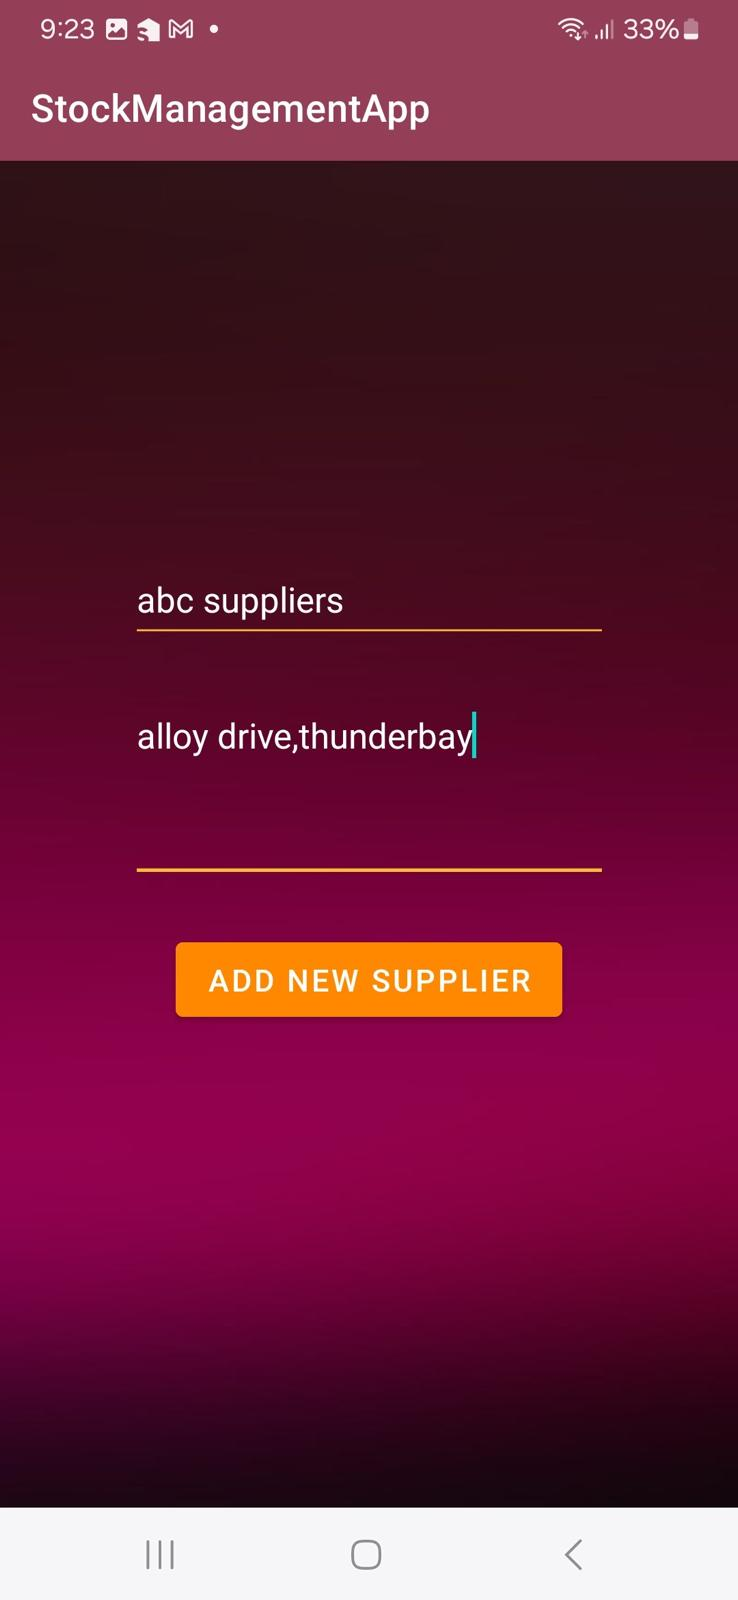 9:23 33%
StockManagementApp
abc suppliers
alloy drive,thunderbay
ADD NEW SUPPLIER